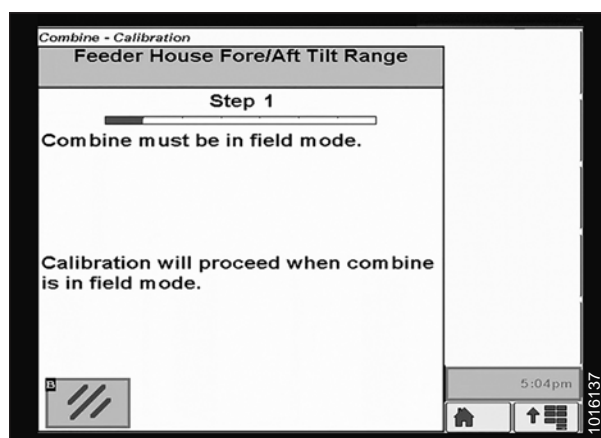 Combine - Calibration
Feeder House Fore/Aft Tilt Range
Step 1
Combine must be in field mode.
Calibration will proceed when combine
is in field mode.
B
5:04pm
1016137